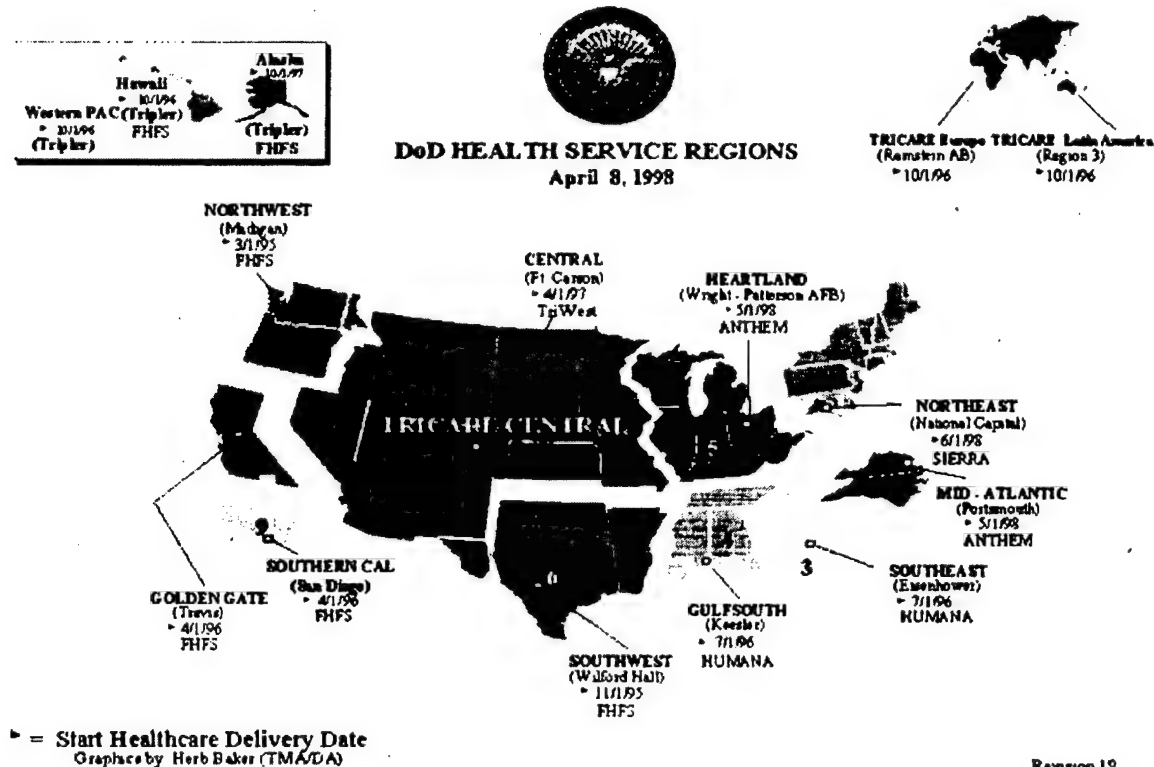 Alaska
10/1/97
(Tripler)
FHFS
Hawaii
10/1/96
(Tripler)
FHFS
Western PAC
10/1/96
(Tripler)
DoD HEALTH SERVICE REGIONS
April 8, 1998
TRICARE Europe
(Ramstein AB)
10/1/96
TRICARE Latin America
(Region 3)
10/1/96
NORTHWEST
(Madigan)
3/1/95
FHFS
CENTRAL
(Ft Carson)
4/1/97
TriWest
HEARTLAND
(Wright - Patterson AFB)
5/1/98
ANTHEM
TRICARE CENTRAL
5
NORTHEAST
(National Capital)
6/1/98
SIERRA
MID - ATLANTIC
(Portsmouth)
5/1/98
ANTHEM
SOUTHERN CAL
(San Diego)
4/1/96
FHFS
GOLDEN GATE
(Travis)
4/1/96
FHFS
6
4
3
SOUTHEAST
(Eisenhower)
7/1/96
HUMANA
GULFSOUTH
(Keesler)
7/1/96
HUMANA
SOUTHWEST
(Wilford Hall)
11/1/95
FHFS
= Start Healthcare Delivery Date
Graphics by Herb Baker (TMA/DA)
Revision 19